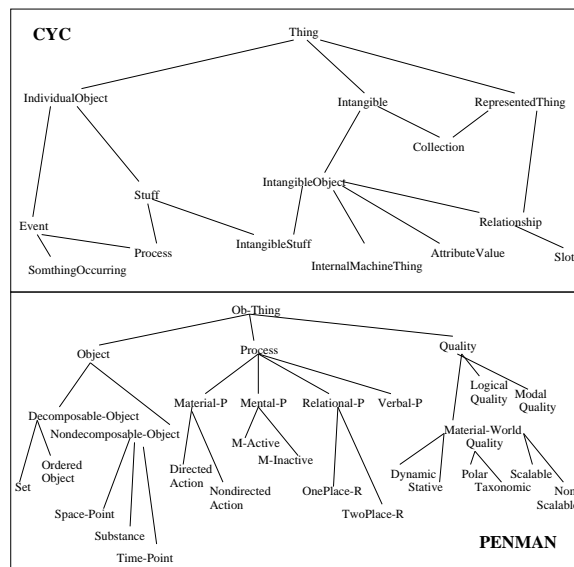 CYC
Thing
IndividualObject
Intangible
RepresentedThing
Collection
Stuff
IntangibleObject
Event
Relationship
Process
IntangibleStuff
AttributeValue
Slot
SomthingOccurring
InternalMachineThing
Ob-Thing
Object
Process
Quality
Logical
Quality
Modal
Quality
Material-P
Mental-P
Relational-P
Verbal-P
Decomposable-Object
Nondecomposable-Object
Material-World
Quality
M-Active
M-Inactive
Ordered
Object
Set
Directed
Action
Nondirected
Action
Dynamic
Stative
Polar
Taxonomic
Scalable
Non
Scalable
OnePlace-R
TwoPlace-R
Space-Point
Substance
Time-Point
PENMAN